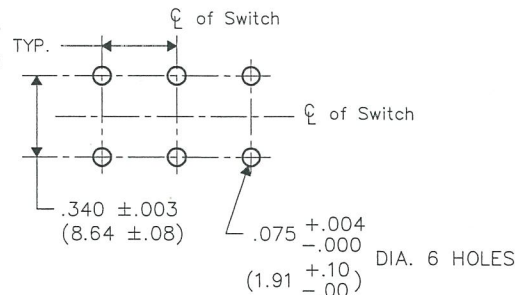 ℄ of Switch
TYP.
℄ of Switch
.340 ±.003
(8.64 ±.08)
.075 +.004 -.000
DIA. 6 HOLES
(1.91 +.10 -.00)